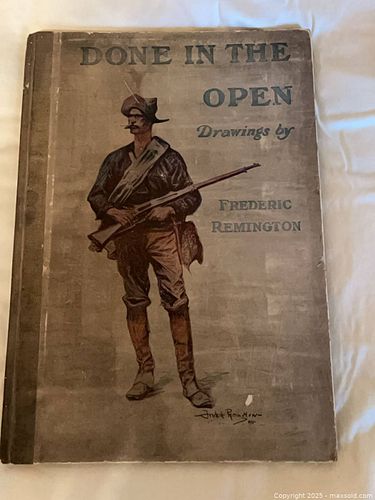 DONE IN THE
OPEN
Drawings by
FREDERIC
REMINGTON
Copyright 2025 - maxsold.com